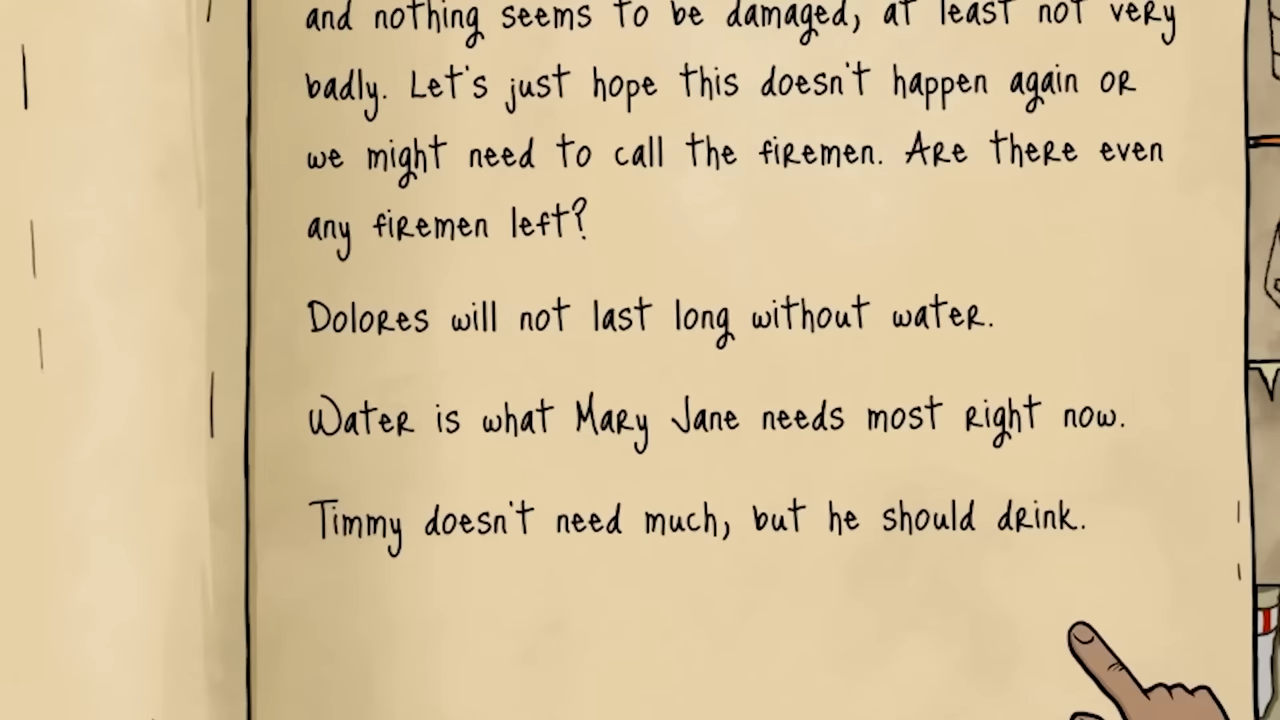 and nothing seems to be damaged, at least not very
badly. Let's just hope this doesn't happen again or
we might need to call the firemen. Are there even
any firemen left?
Dolores will not last long without water.
Water is what Mary Jane needs most right now.
Timmy doesn't need much, but he should drink.